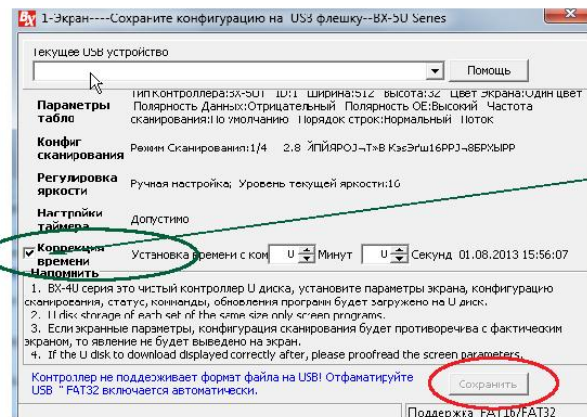 1-Экран----Сохраните конфигурацию на USB флешку--BX-5U Series
Текущее USB устройство
Помощь
Тип Контроллера:5X-5U1 ID:1 Ширина:512 Высота:32 Цвет Экрана:Один цвет
Параметры табло
Полярность Данных:Отрицательный Полярность OE:Высокий Частота
сканирования:По умолчанию Порядок строк:Нормальный Поток
Конфиг сканирования
Режим Сканирования:1/4 2.8
Регулировка яркости
Ручная настройка; Уровень текущей яркости:16
Настройки таймера
Допустимо
Коррекция времени
Установка времени с ком 0 Минут 0 Секунд 01.08.2013 15:56:07
Напомнить
1. BX-4U серия это чистый контроллер U диска, установите параметры экрана, конфигурацию
сканирования, статус, комманды, обновления програмн будет загружено на U диск.
2. U disk storage of each set of the same size only screen programs.
3. Если экранные параметры, конфигурация сканирования будет противоречива с фактическим
экраном, то явление не будет выведено на экран.
4. If the U disk to download displayed correctly after, please proofread the screen parameters.
Контроллер не поддерживает формат файла на USB! Отфаматируйте
USB " FAT32 включается автоматически.
Сохранить
Поддержка FAT16/FAT32